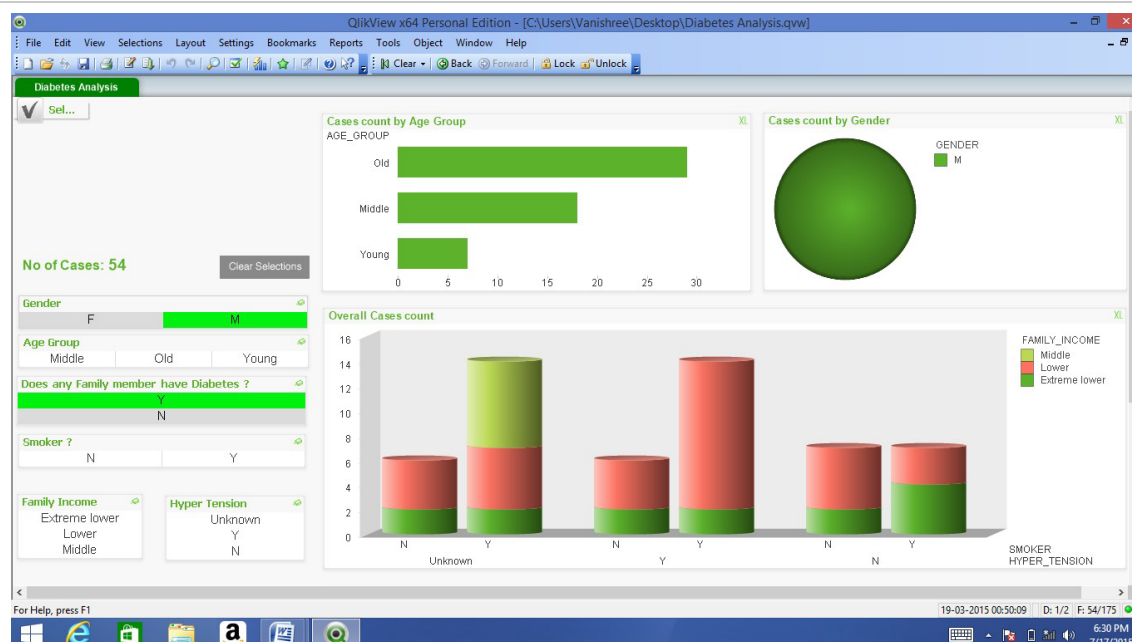 QlikView x64 Personal Edition - [C:\Users\Vanishree\Desktop\Diabetes Analysis.qvw]
File Edit View Selections Layout Settings Bookmarks Reports Tools Object Window Help
Clear Back Forward Lock Unlock
Diabetes Analysis
Sel...
No of Cases: 54
Clear Selections
Gender
F M
Age Group
Middle Old Young
Does any Family member have Diabetes ?
Y
N
Smoker ?
N Y
Family Income
Extreme lower
Lower
Middle
Hyper Tension
Unknown
Y
N
Cases count by Age Group XL
AGE_GROUP
Old
Middle
Young
0 5 10 15 20 25 30
Cases count by Gender XL
GENDER
M
Overall Cases count XL
16
14
12
10
8
6
4
2
0
N Y N Y N Y
Unknown Y N
SMOKER
HYPER_TENSION
FAMILY_INCOME
Middle
Lower
Extreme lower
For Help, press F1
19-03-2015 00:50:09 D: 1/2 F: 54/175
a
6:30 PM